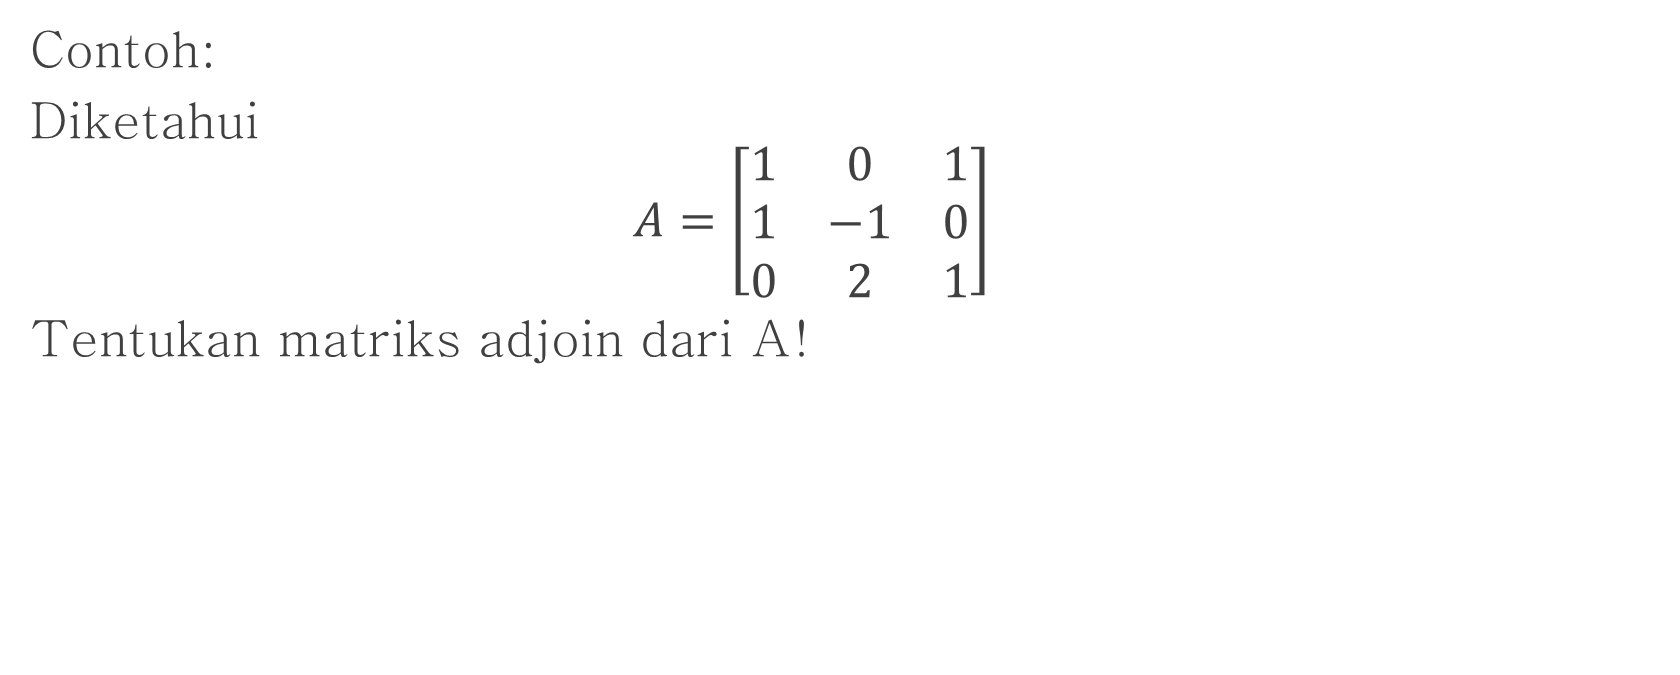 Contoh:
Diketahui
A = [1 0 1
1 −1 0
0 2 1]
Tentukan matriks adjoin dari A!